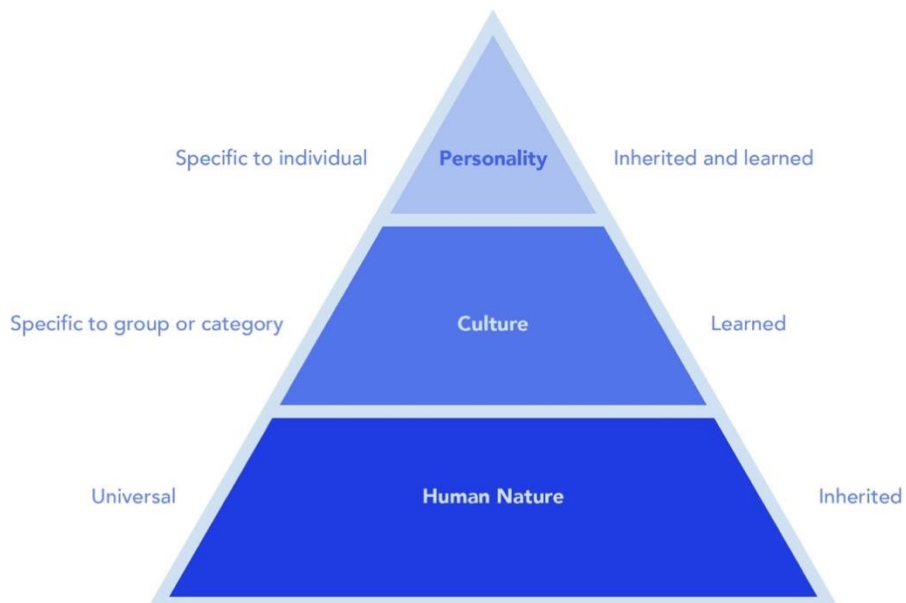 Specific to individual
Personality
Inherited and learned
Specific to group or category
Culture
Learned
Universal
Human Nature
Inherited